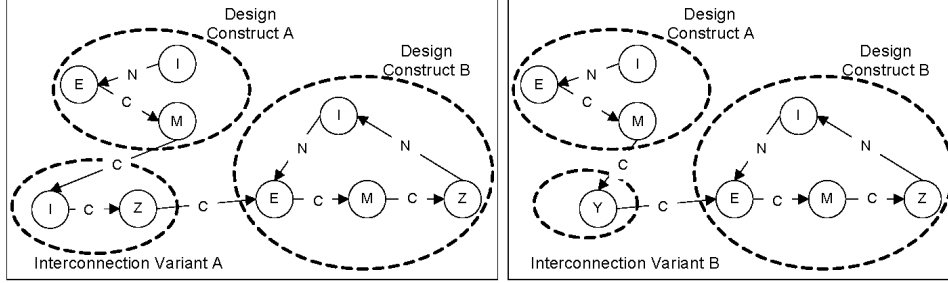 Design
Construct A
Design
Construct B
E
N
I
C
M
I
N
N
C
I
C
Z
C
E
C
M
C
Z
Interconnection Variant A
Design
Construct A
Design
Construct B
E
N
I
C
M
I
N
N
C
Y
C
E
C
M
C
Z
Interconnection Variant B